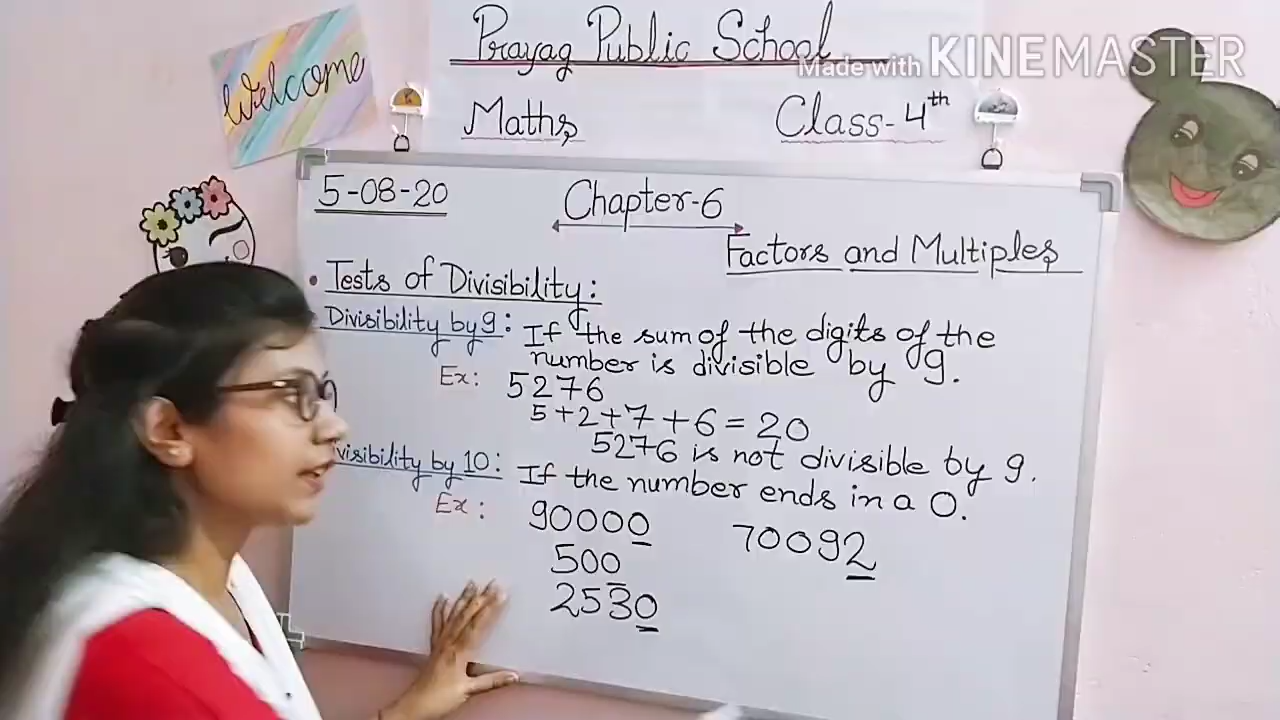 Prayag Public School
Made with KINEMASTER
Welcome
Maths
Class-4th
5-08-20
Chapter-6
Factors and Multiples
• Tests of Divisibility:
Divisibility by 9: If the sum of the digits of the
number is divisible by 9.
Ex: 5276
5+2+7+6=20
5276 is not divisible by 9.
visibility by 10: If the number ends in a 0.
Ex: 90000 70092
500
2530